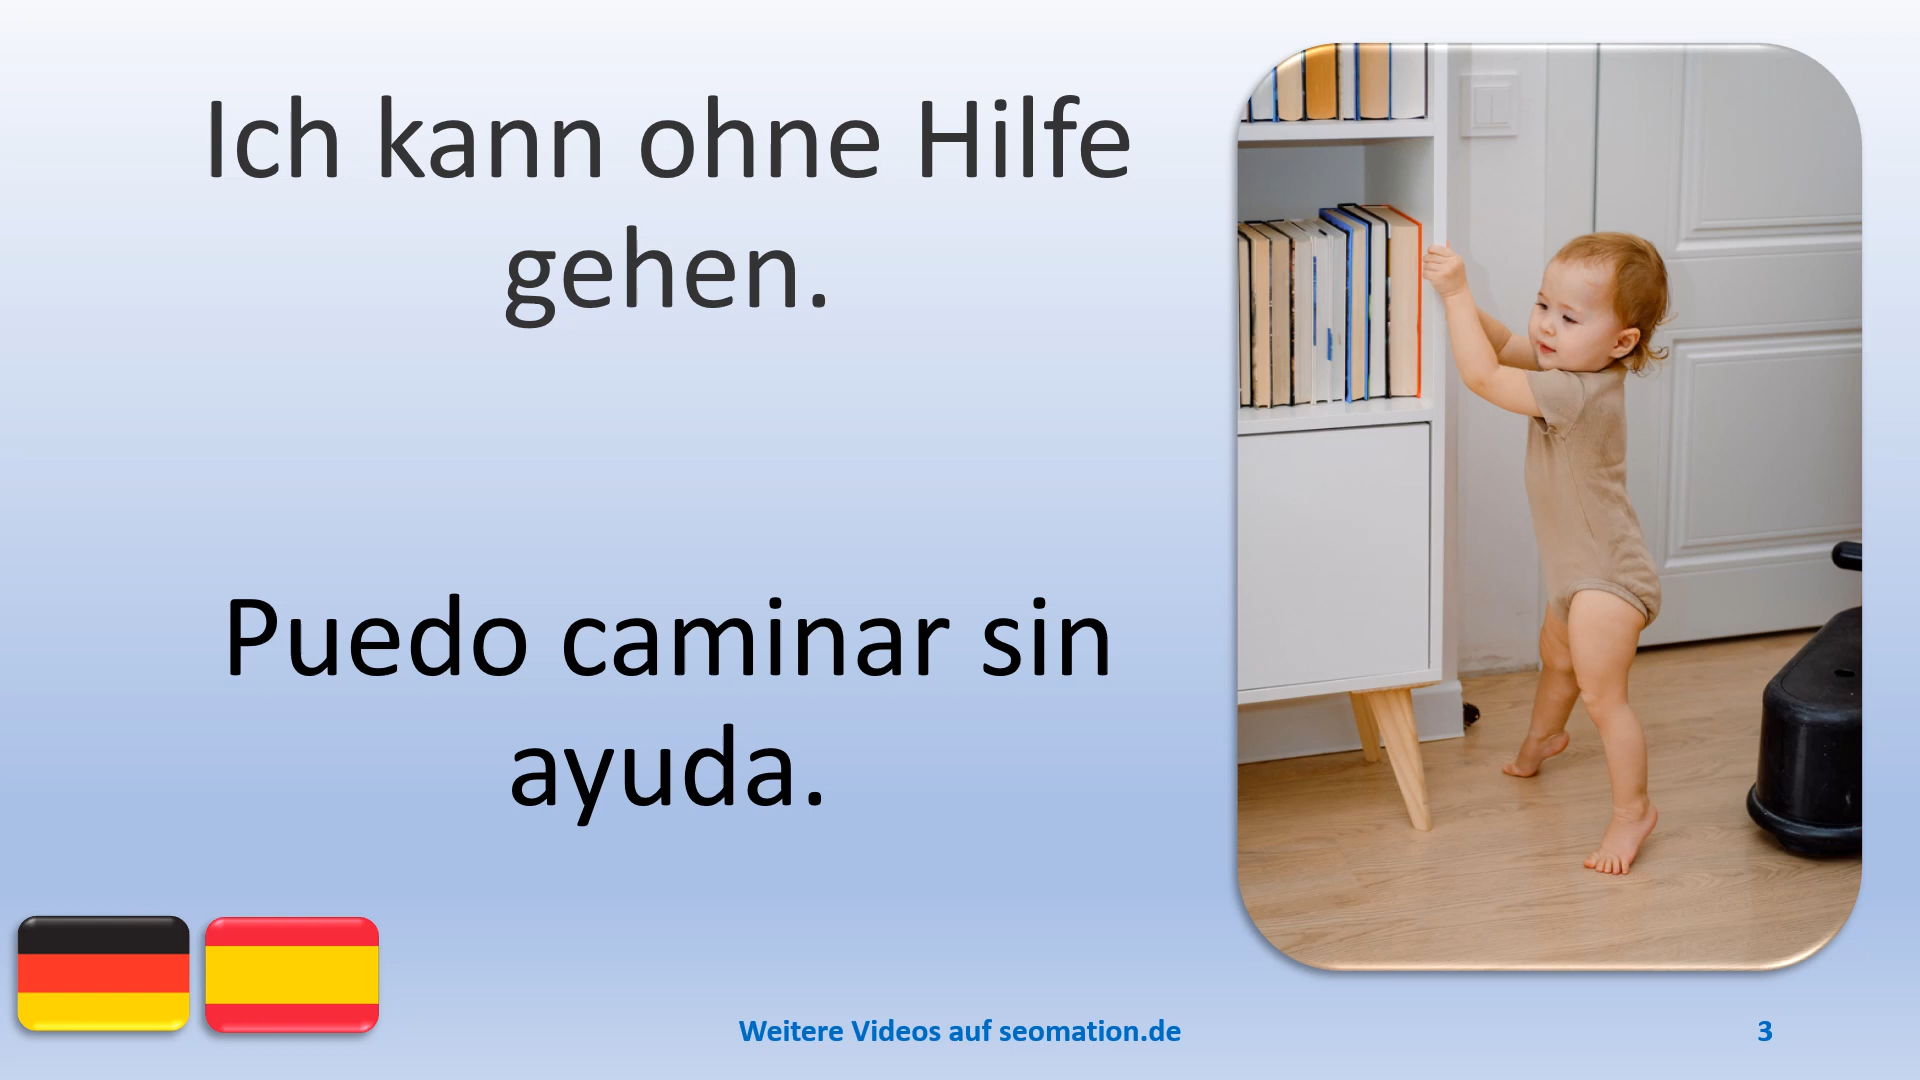 Ich kann ohne Hilfe
gehen.
Puedo caminar sin
ayuda.
Weitere Videos auf seomation.de
3